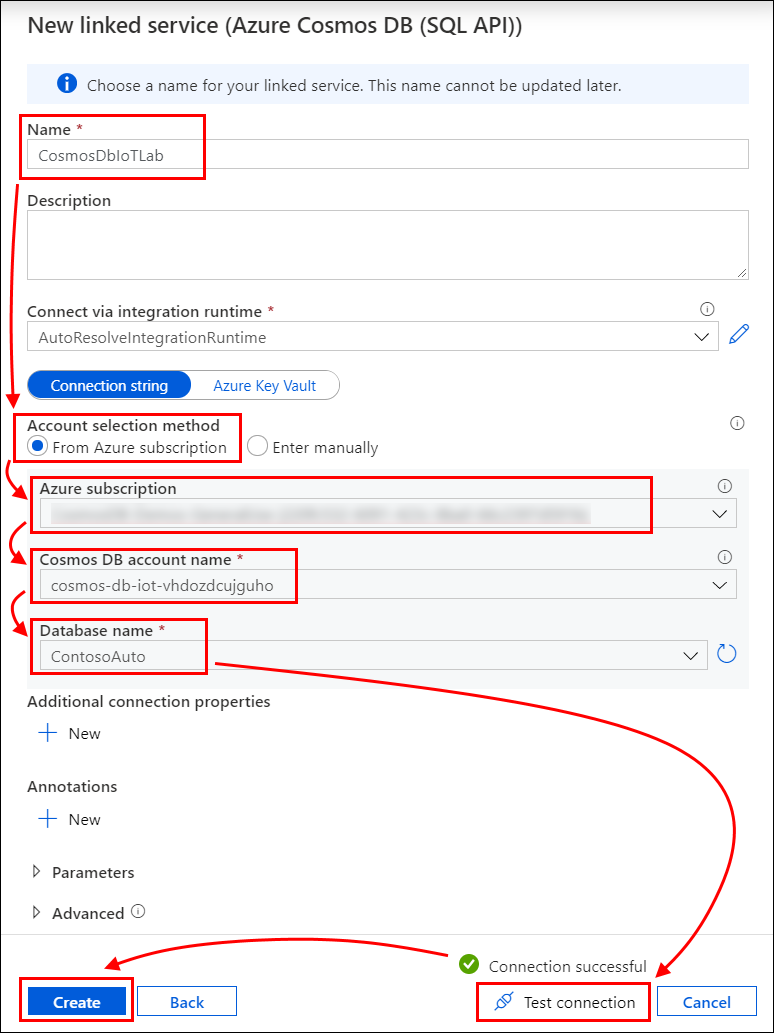 New linked service (Azure Cosmos DB (SQL API))
Choose a name for your linked service. This name cannot be updated later.
Name *
CosmosDbIoTLab
Description
Connect via integration runtime *
AutoResolveIntegrationRuntime
Connection string
Azure Key Vault
Account selection method
From Azure subscription
Enter manually
Azure subscription
Cosmos DB account name *
cosmos-db-iot-vhdozdcujguho
Database name *
ContosoAuto
Additional connection properties
New
Annotations
New
Parameters
Advanced
Connection successful
Create
Back
Test connection
Cancel